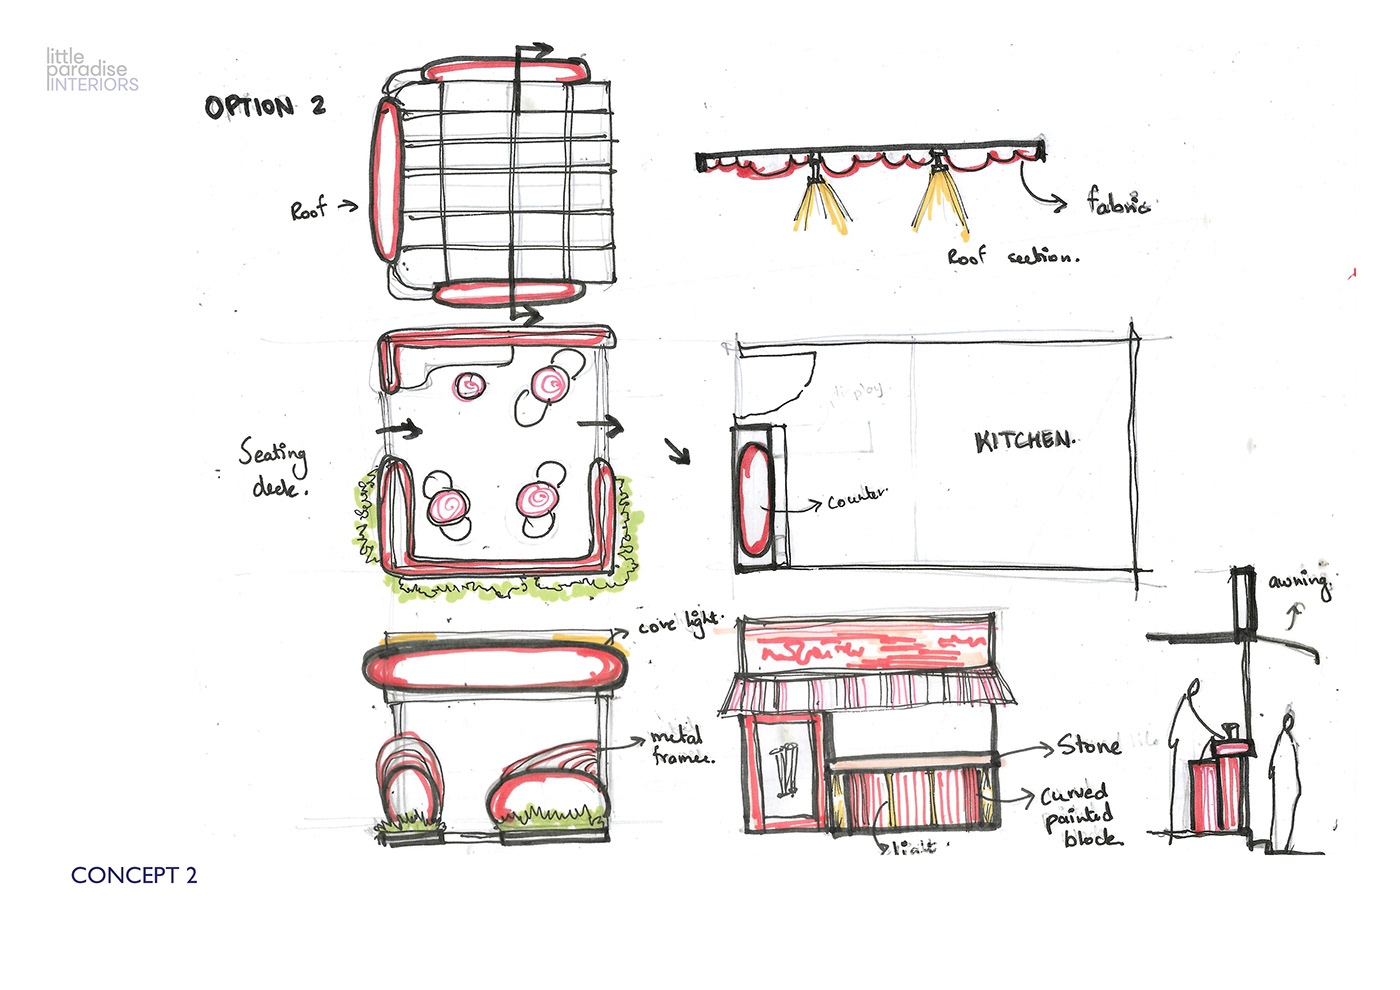 little
paradise
INTERIORS
OPTION 2
Roof
fabric
Roof section.
Seating
deck.
display
KITCHEN.
counter.
cove light.
awning.
metal
frames.
Stone
curved
painted
block.
light
CONCEPT 2